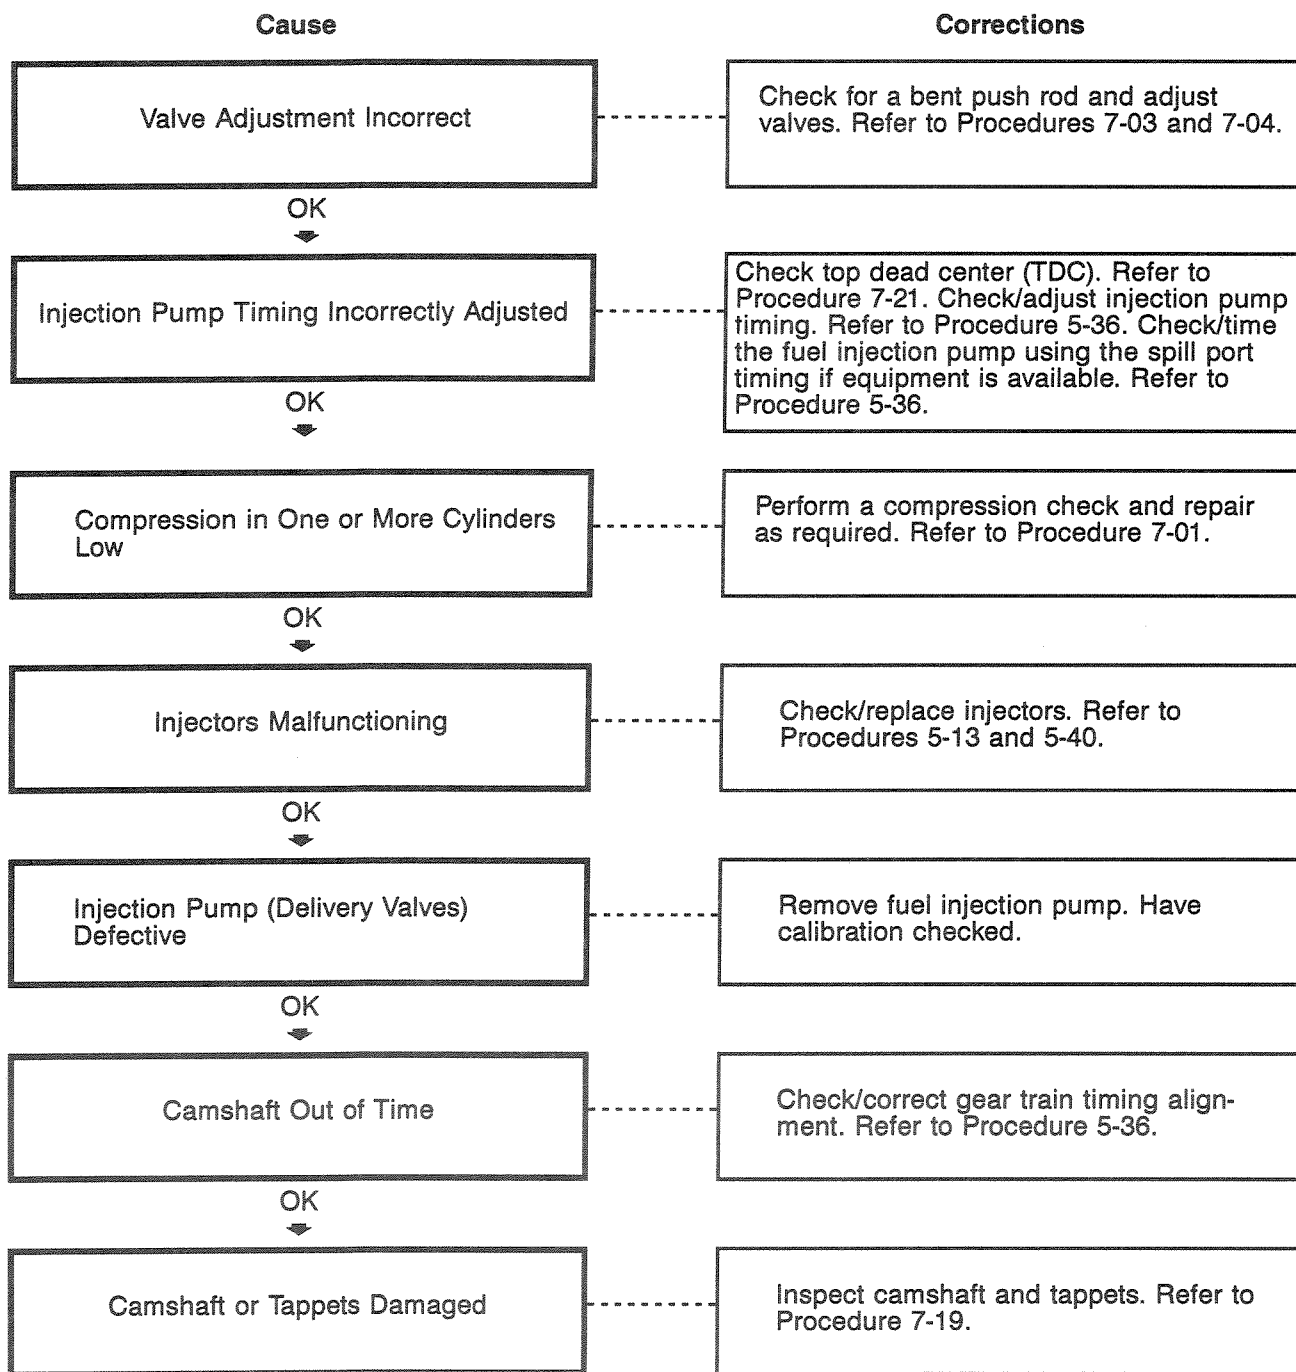 Cause
Corrections
Valve Adjustment Incorrect
Check for a bent push rod and adjust
valves. Refer to Procedures 7-03 and 7-04.
OK
Injection Pump Timing Incorrectly Adjusted
Check top dead center (TDC). Refer to
Procedure 7-21. Check/adjust injection pump
timing. Refer to Procedure 5-36. Check/time
the fuel injection pump using the spill port
timing if equipment is available. Refer to
Procedure 5-36.
OK
Compression in One or More Cylinders
Low
Perform a compression check and repair
as required. Refer to Procedure 7-01.
OK
Injectors Malfunctioning
Check/replace injectors. Refer to
Procedures 5-13 and 5-40.
OK
Injection Pump (Delivery Valves)
Defective
Remove fuel injection pump. Have
calibration checked.
OK
Camshaft Out of Time
Check/correct gear train timing align-
ment. Refer to Procedure 5-36.
OK
Camshaft or Tappets Damaged
Inspect camshaft and tappets. Refer to
Procedure 7-19.